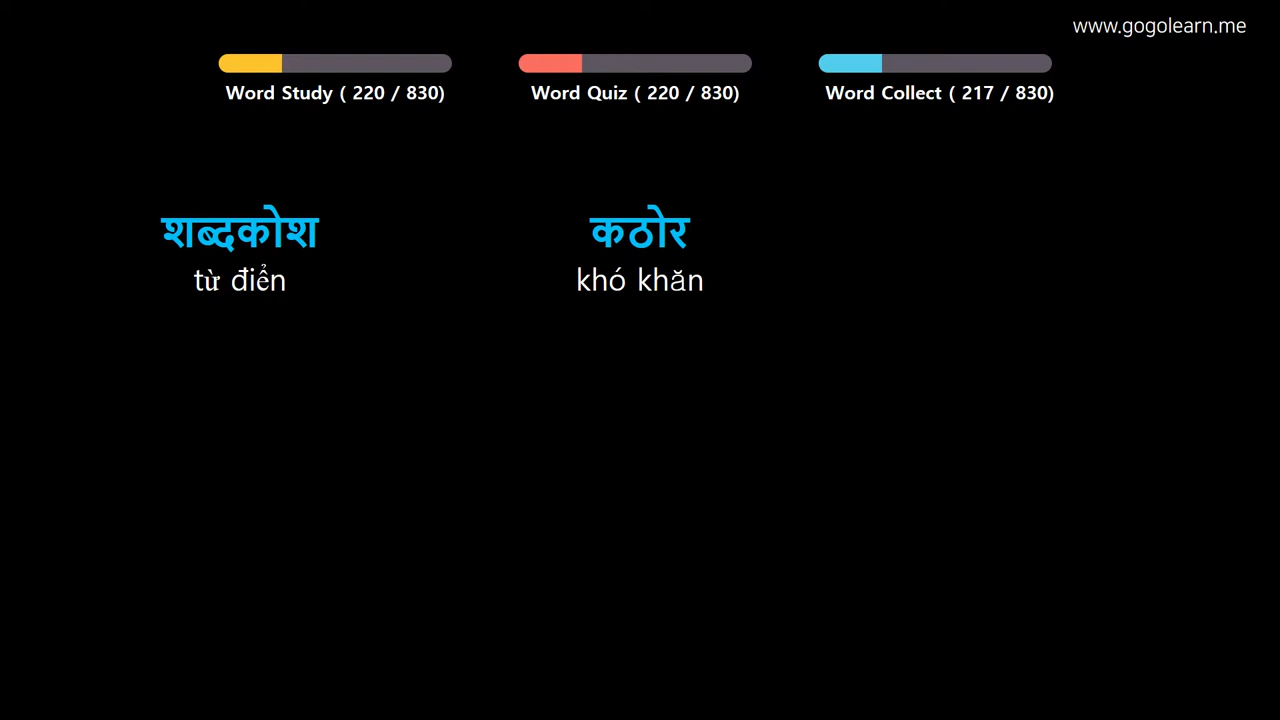 www.gogolearn.me
Word Study ( 220 / 830)
Word Quiz ( 220 / 830)
Word Collect ( 217 / 830)
शब्दकोश
từ điển
कठोर
khó khăn